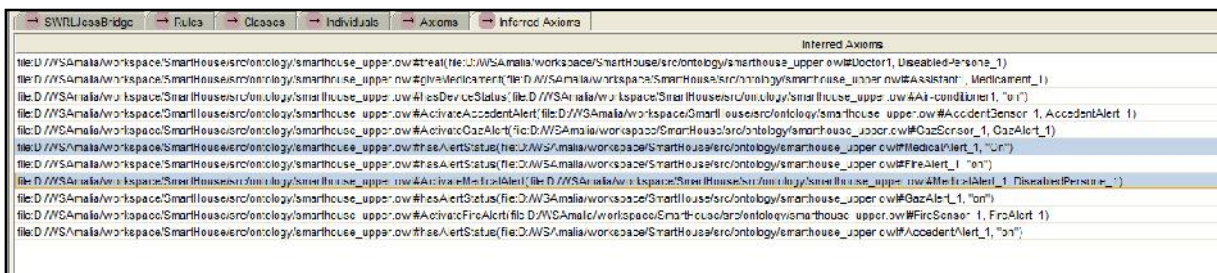 SWRLJessBridge Rules Classes Individuals Axioms Inferred Axioms
Inferred Axioms
file:D:/WSAmalia/workspace/SmartHouse/src/ontology/smarthouse_upper.owl#treat(file:D:/WSAmalia/workspace/SmartHouse/src/ontology/smarthouse_upper.owl#Doctor1, DiseabledPersone_1)
file:D:/WSAmalia/workspace/SmartHouse/src/ontology/smarthouse_upper.owl#giveMedicament(file:D:/WSAmalia/workspace/SmartHouse/src/ontology/smarthouse_upper.owl#Assistant1, Medicament_1)
file:D:/WSAmalia/workspace/SmartHouse/src/ontology/smarthouse_upper.owl#hasDeviceStatus(file:D:/WSAmalia/workspace/SmartHouse/src/ontology/smarthouse_upper.owl#Air-conditioner1, "on")
file:D:/WSAmalia/workspace/SmartHouse/src/ontology/smarthouse_upper.owl#ActivateAccedentAlert(file:D:/WSAmalia/workspace/SmartHouse/src/ontology/smarthouse_upper.owl#AccidentSensor_1, AccedentAlert_1)
file:D:/WSAmalia/workspace/SmartHouse/src/ontology/smarthouse_upper.owl#ActivateGazAlert(file:D:/WSAmalia/workspace/SmartHouse/src/ontology/smarthouse_upper.owl#GazSensor_1, GazAlert_1)
file:D:/WSAmalia/workspace/SmartHouse/src/ontology/smarthouse_upper.owl#hasAlertStatus(file:D:/WSAmalia/workspace/SmartHouse/src/ontology/smarthouse_upper.owl#MedicalAlert_1, "On")
file:D:/WSAmalia/workspace/SmartHouse/src/ontology/smarthouse_upper.owl#hasAlertStatus(file:D:/WSAmalia/workspace/SmartHouse/src/ontology/smarthouse_upper.owl#FireAlert_1, "on")
file:D:/WSAmalia/workspace/SmartHouse/src/ontology/smarthouse_upper.owl#ActivateMedicalAlert(file:D:/WSAmalia/workspace/SmartHouse/src/ontology/smarthouse_upper.owl#MedicalAlert_1, DiseabledPersone_1)
file:D:/WSAmalia/workspace/SmartHouse/src/ontology/smarthouse_upper.owl#hasAlertStatus(file:D:/WSAmalia/workspace/SmartHouse/src/ontology/smarthouse_upper.owl#GazAlert_1, "on")
file:D:/WSAmalia/workspace/SmartHouse/src/ontology/smarthouse_upper.owl#ActivateFireAlert(file:D:/WSAmalia/workspace/SmartHouse/src/ontology/smarthouse_upper.owl#FireSensor_1, FireAlert_1)
file:D:/WSAmalia/workspace/SmartHouse/src/ontology/smarthouse_upper.owl#hasAlertStatus(file:D:/WSAmalia/workspace/SmartHouse/src/ontology/smarthouse_upper.owl#AccedentAlert_1, "on")